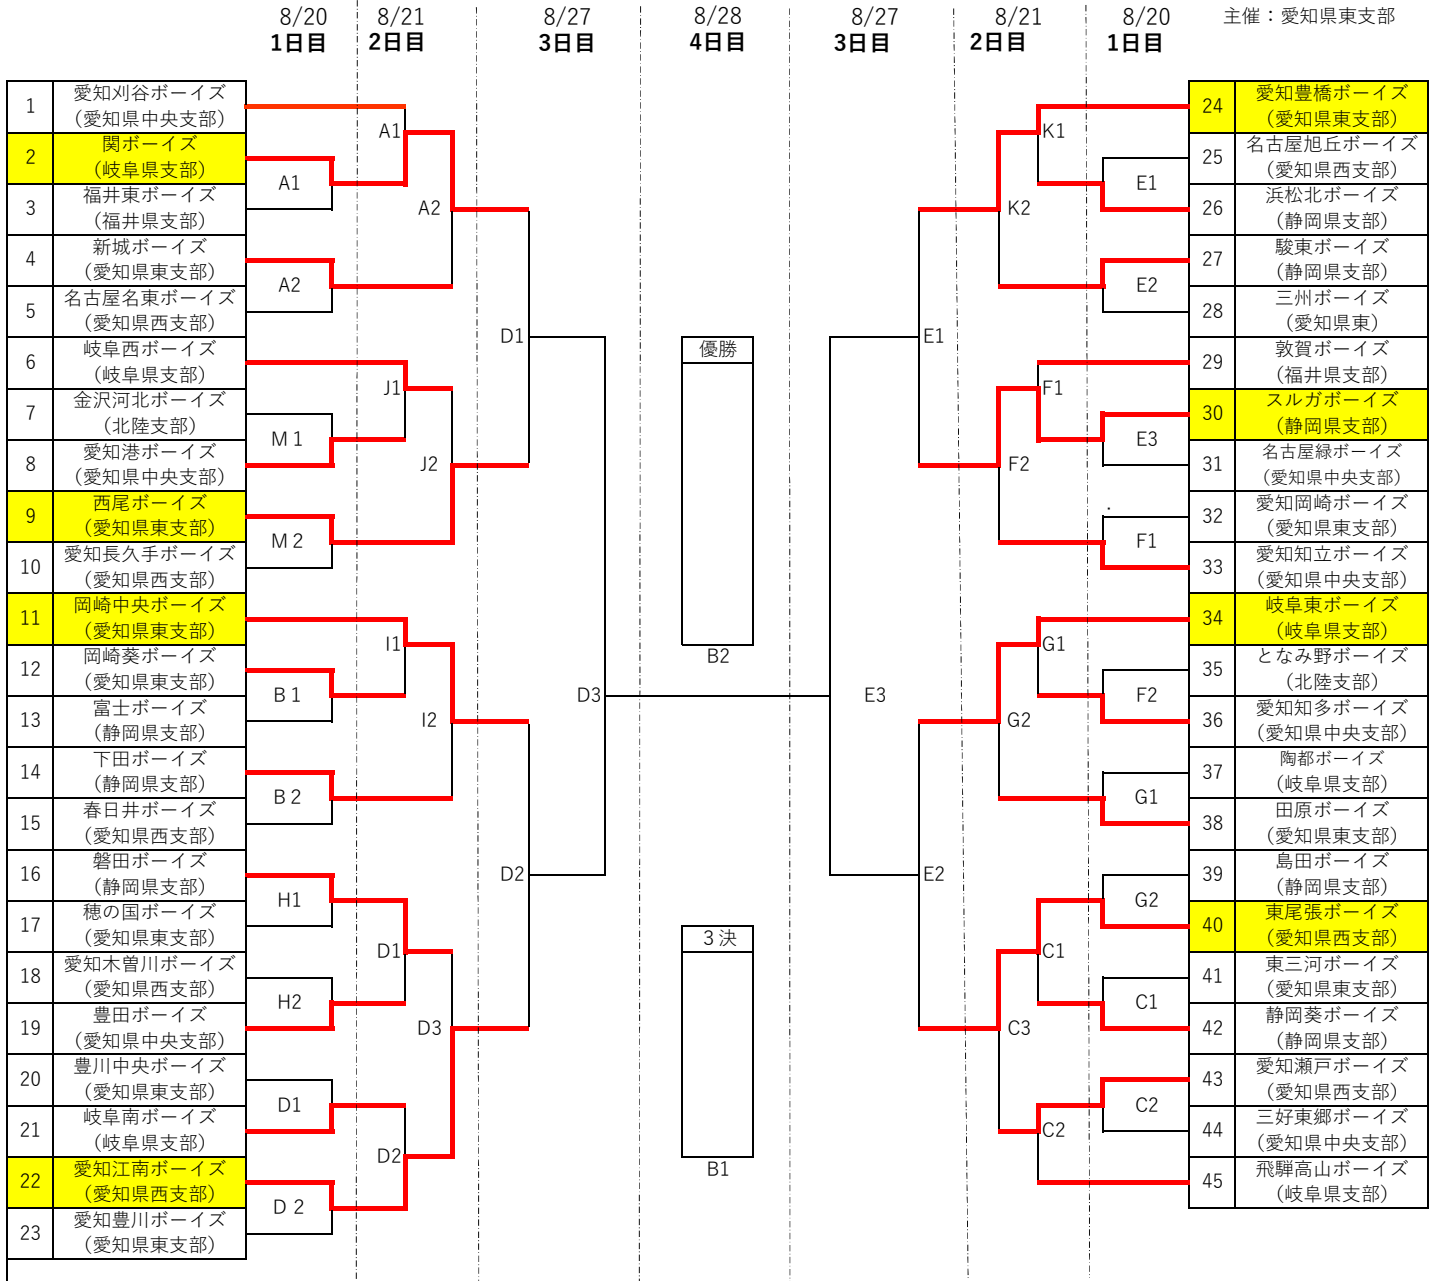 8/20 8/21 8/27 8/28 8/27 8/21 8/20 主催：愛知県東支部
1日目 2日目 3日目 4日目 3日目 2日目 1日目
1 愛知刈谷ボーイズ
（愛知県中央支部）
2 関ボーイズ
（岐阜県支部）
3 福井東ボーイズ
（福井県支部）
4 新城ボーイズ
（愛知県東支部）
5 名古屋名東ボーイズ
（愛知県西支部）
6 岐阜西ボーイズ
（岐阜県支部）
7 金沢河北ボーイズ
（北陸支部）
8 愛知港ボーイズ
（愛知県中央支部）
9 西尾ボーイズ
（愛知県東支部）
10 愛知長久手ボーイズ
（愛知県西支部）
11 岡崎中央ボーイズ
（愛知県東支部）
12 岡崎葵ボーイズ
（愛知県東支部）
13 富士ボーイズ
（静岡県支部）
14 下田ボーイズ
（静岡県支部）
15 春日井ボーイズ
（愛知県西支部）
16 磐田ボーイズ
（静岡県支部）
17 穂の国ボーイズ
（愛知県東支部）
18 愛知木曽川ボーイズ
（愛知県西支部）
19 豊田ボーイズ
（愛知県中央支部）
20 豊川中央ボーイズ
（愛知県東支部）
21 岐阜南ボーイズ
（岐阜県支部）
22 愛知江南ボーイズ
（愛知県西支部）
23 愛知豊川ボーイズ
（愛知県東支部）
A1
A2
M 1
M 2
B 1
B 2
H1
H2
D1
D 2
A1
J1
I1
D1
D2
A2
J2
I2
D3
D1
D2
D3
優勝
B2
３決
B1
E3
E1
E2
K2
F2
G2
C3
K1
F1
G1
C1
C2
E1
E2
E3
F1
F2
G1
G2
C1
C2
24 愛知豊橋ボーイズ
（愛知県東支部）
25 名古屋旭丘ボーイズ
（愛知県西支部）
26 浜松北ボーイズ
（静岡県支部）
27 駿東ボーイズ
（静岡県支部）
28 三州ボーイズ
（愛知県東）
29 敦賀ボーイズ
（福井県支部）
30 スルガボーイズ
（静岡県支部）
31 名古屋緑ボーイズ
（愛知県中央支部）
32 愛知岡崎ボーイズ
（愛知県東支部）
33 愛知知立ボーイズ
（愛知県中央支部）
34 岐阜東ボーイズ
（岐阜県支部）
35 となみ野ボーイズ
（北陸支部）
36 愛知知多ボーイズ
（愛知県中央支部）
37 陶都ボーイズ
（岐阜県支部）
38 田原ボーイズ
（愛知県東支部）
39 島田ボーイズ
（静岡県支部）
40 東尾張ボーイズ
（愛知県西支部）
41 東三河ボーイズ
（愛知県東支部）
42 静岡葵ボーイズ
（静岡県支部）
43 愛知瀬戸ボーイズ
（愛知県西支部）
44 三好東郷ボーイズ
（愛知県中央支部）
45 飛騨高山ボーイズ
（岐阜県支部）